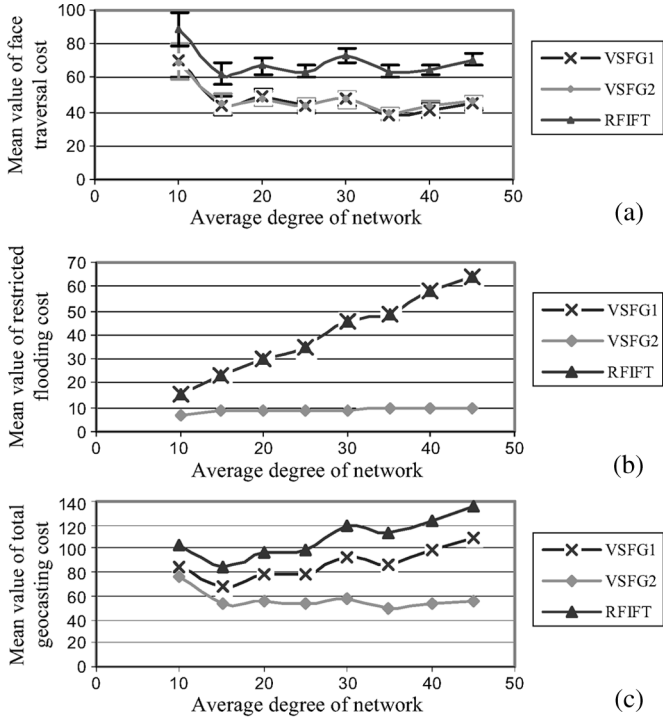 Mean value of face
traversal cost
100
80
60
40
20
0
0 10 20 30 40 50
Average degree of network
VSFG1
VSFG2
RFIFT
(a)
Mean value of restricted
flooding cost
70
60
50
40
30
20
10
0
0 10 20 30 40 50
Average degree of network
VSFG1
VSFG2
RFIFT
(b)
Mean value of total
geocasting cost
140
120
100
80
60
40
20
0
0 10 20 30 40 50
Average degree of network
VSFG1
VSFG2
RFIFT
(c)